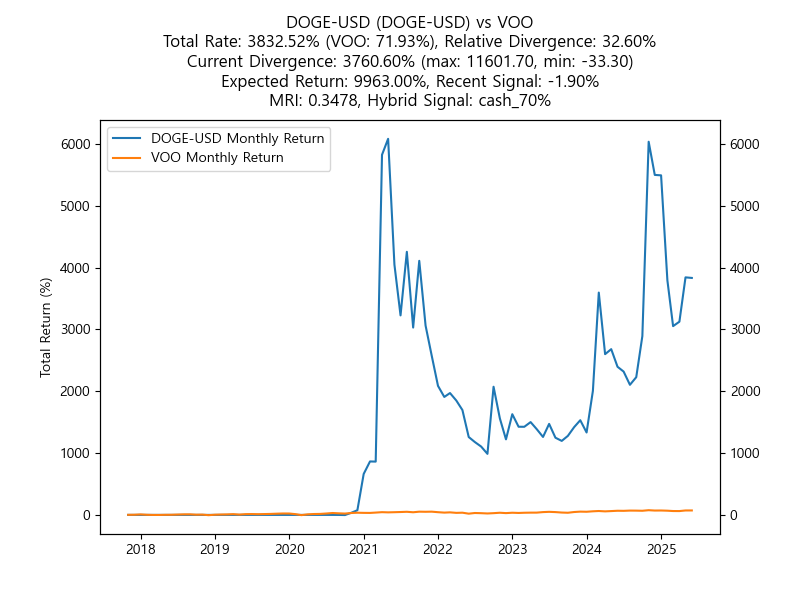 DOGE-USD (DOGE-USD) vs VOO
Total Rate: 3832.52% (VOO: 71.93%), Relative Divergence: 32.60%
Current Divergence: 3760.60% (max: 11601.70, min: -33.30)
Expected Return: 9963.00%, Recent Signal: -1.90%
MRI: 0.3478, Hybrid Signal: cash_70%
DOGE-USD Monthly Return
VOO Monthly Return
Total Return (%)
6000
5000
4000
3000
2000
1000
0
6000
5000
4000
3000
2000
1000
0
2018 2019 2020 2021 2022 2023 2024 2025